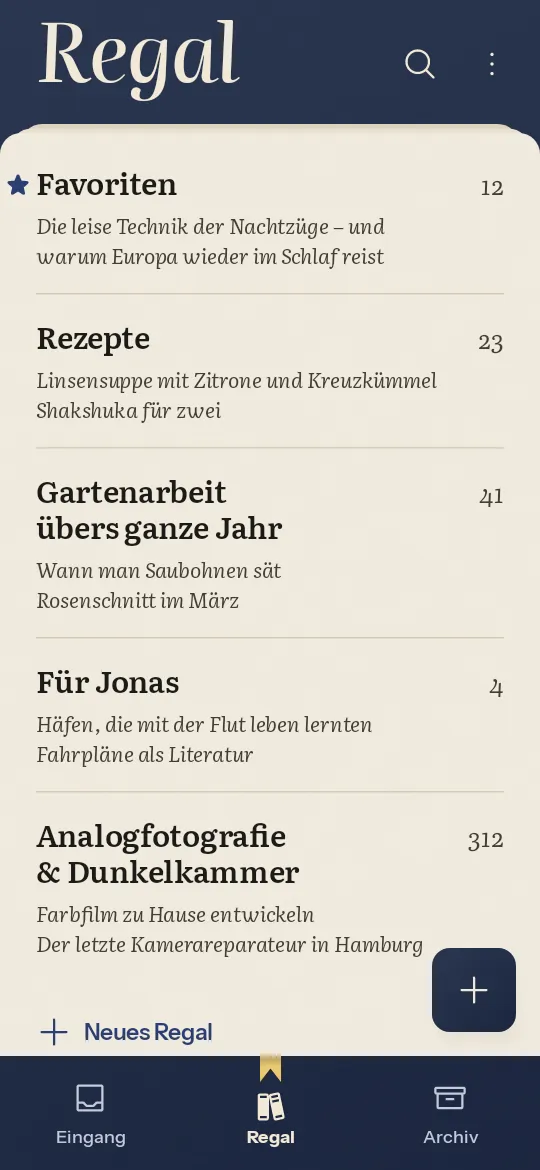 Regal
Favoriten
12
Die leise Technik der Nachtzüge – und
warum Europa wieder im Schlaf reist
Rezepte
23
Linsensuppe mit Zitrone und Kreuzkümmel
Shakshuka für zwei
Gartenarbeit
übers ganze Jahr
41
Wann man Saubohnen sät
Rosenschnitt im März
Für Jonas
4
Häfen, die mit der Flut leben lernten
Fahrpläne als Literatur
Analogfotografie
& Dunkelkammer
312
Farbfilm zu Hause entwickeln
Der letzte Kamerareparateur in Hamburg
Neues Regal
Eingang
Regal
Archiv